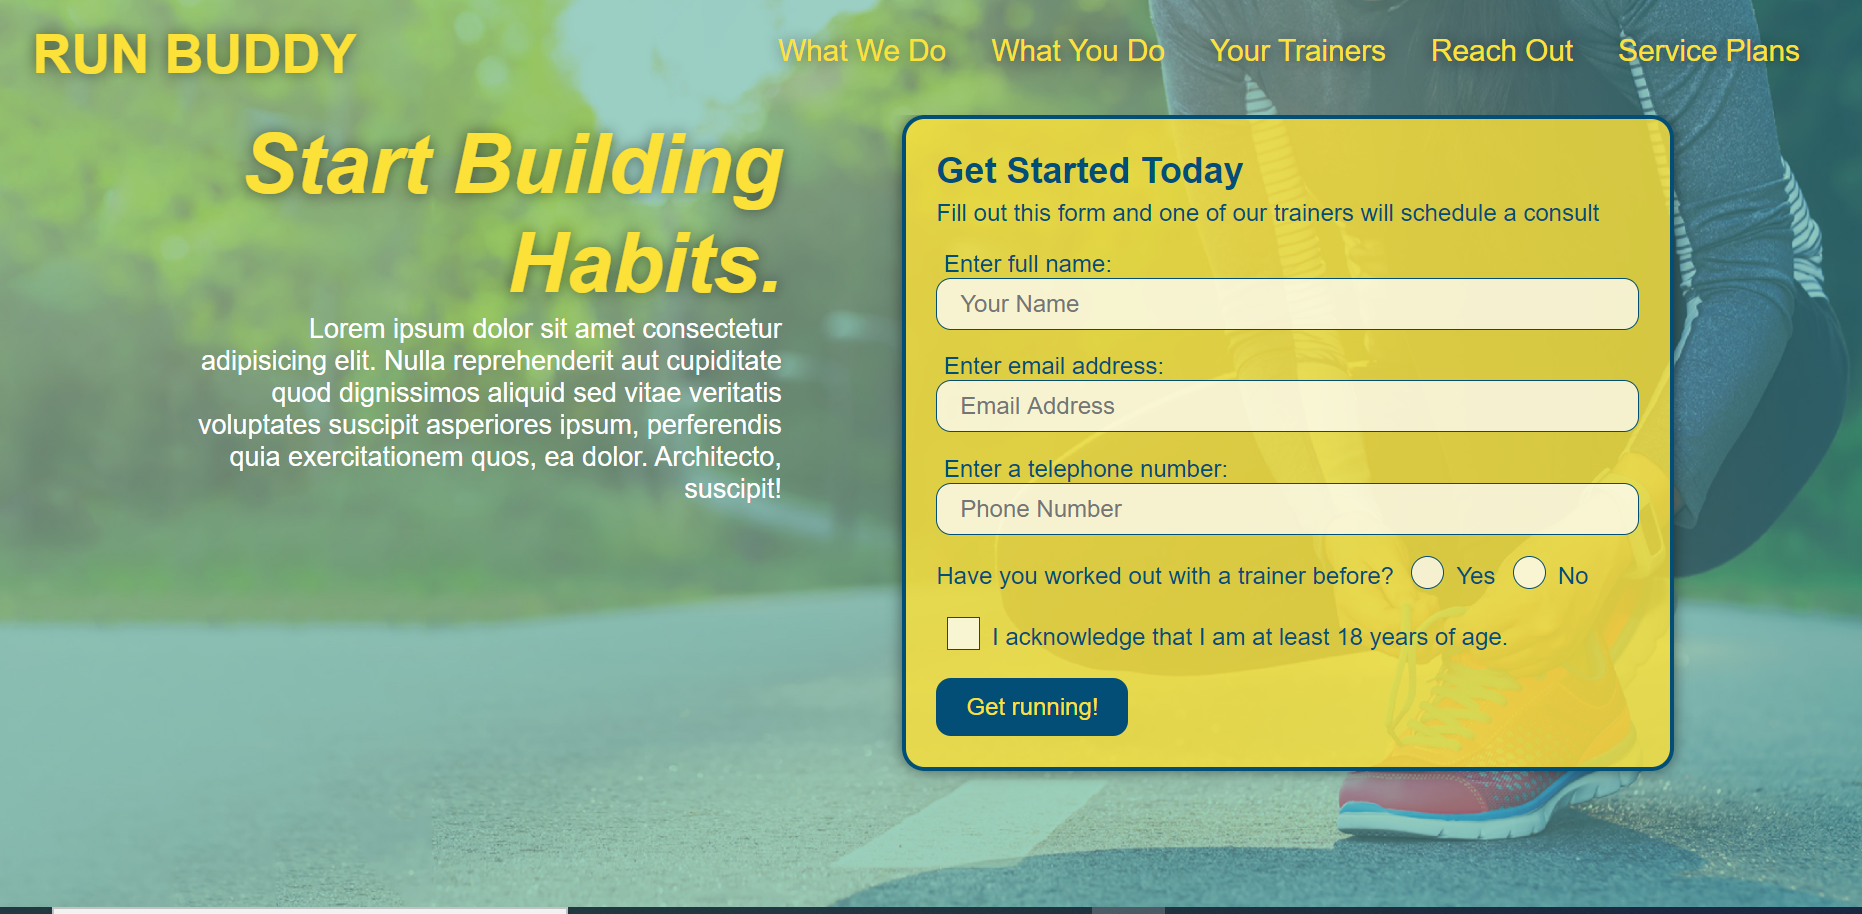 RUN BUDDY
What We Do
What You Do
Your Trainers
Reach Out
Service Plans
Start Building
Habits.
Lorem ipsum dolor sit amet consectetur
adipisicing elit. Nulla reprehenderit aut cupiditate
quod dignissimos aliquid sed vitae veritatis
voluptates suscipit asperiores ipsum, perferendis
quia exercitationem quos, ea dolor. Architecto,
suscipit!
Get Started Today
Fill out this form and one of our trainers will schedule a consult
Enter full name:
Your Name
Enter email address:
Email Address
Enter a telephone number:
Phone Number
Have you worked out with a trainer before? Yes No
I acknowledge that I am at least 18 years of age.
Get running!